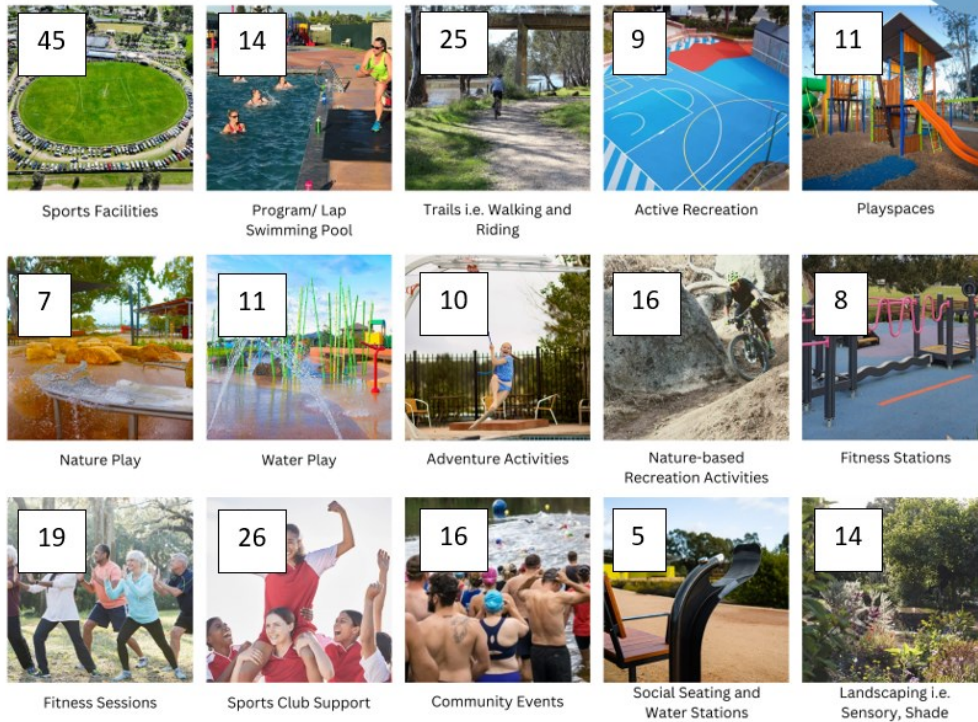 45
14
25
9
11
Sports Facilities
Program/ Lap
Swimming Pool
Trails i.e. Walking and
Riding
Active Recreation
Playspaces
7
11
10
16
8
Nature Play
Water Play
Adventure Activities
Nature-based
Recreation Activities
Fitness Stations
19
26
16
5
14
Fitness Sessions
Sports Club Support
Community Events
Social Seating and
Water Stations
Landscaping i.e.
Sensory, Shade